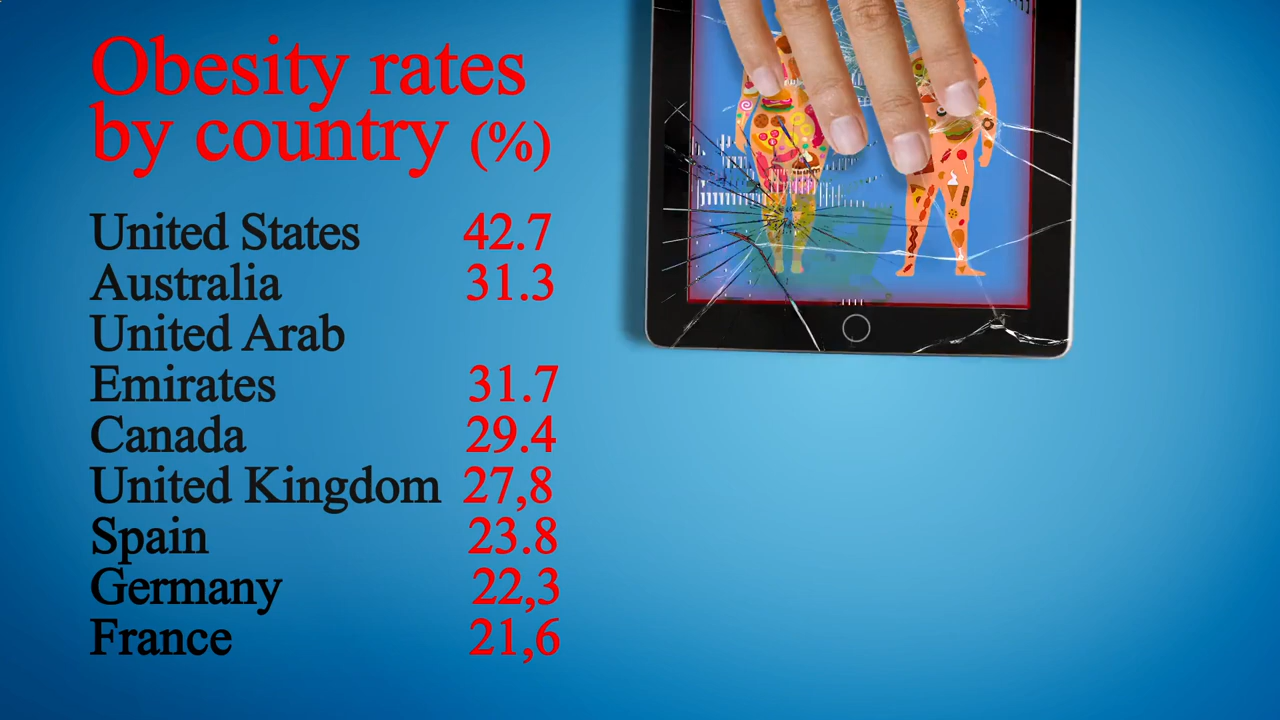 Obesity rates
by country (%)
United States 42.7
Australia 31.3
United Arab
Emirates 31.7
Canada 29.4
United Kingdom 27,8
Spain 23.8
Germany 22,3
France 21,6